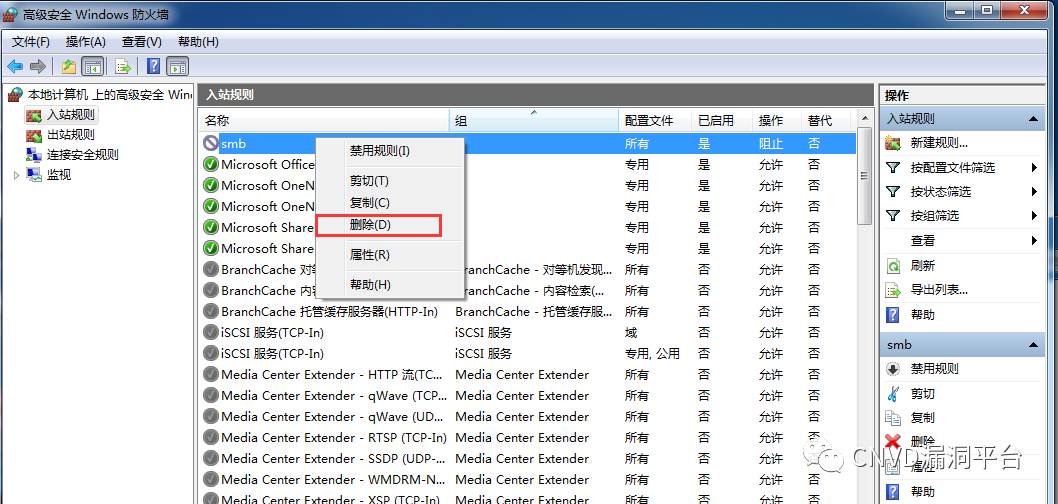 高级安全 Windows 防火墙
文件(F) 操作(A) 查看(V) 帮助(H)
本地计算机 上的高级安全 Win
入站规则
出站规则
连接安全规则
监视
入站规则
名称 组 配置文件 已启用 操作 替代
smb 所有 是 阻止 否
Microsoft Office 专用 是 允许 否
Microsoft OneN 专用 是 允许 否
Microsoft OneN 专用 是 允许 否
Microsoft Share 专用 是 允许 否
Microsoft Share 专用 是 允许 否
BranchCache 对等 BranchCache - 对等机发现... 所有 否 允许 否
BranchCache 内容 BranchCache - 内容检索(... 所有 否 允许 否
BranchCache 托管缓存服务器(HTTP-In) BranchCache - 托管缓存服... 所有 否 允许 否
iSCSI 服务(TCP-In) iSCSI 服务 域 否 允许 否
iSCSI 服务(TCP-In) iSCSI 服务 专用, 公用 否 允许 否
Media Center Extender - HTTP 流(TC... Media Center Extender 所有 否 允许 否
Media Center Extender - qWave (TCP... Media Center Extender 所有 否 允许 否
Media Center Extender - qWave (UD... Media Center Extender 所有 否 允许 否
Media Center Extender - RTSP (TCP-In) Media Center Extender 所有 否 允许 否
Media Center Extender - SSDP (UDP-... Media Center Extender 所有 否 允许 否
Media Center Extender - WMDRM-N... Media Center Extender 所有 否 允许 否
Media Center Extender - XSP (TCP-In) Media Center Extender 所有 否 允许 否
禁用规则(I)
剪切(T)
复制(C)
删除(D)
属性(R)
帮助(H)
操作
入站规则
新建规则...
按配置文件筛选
按状态筛选
按组筛选
查看
刷新
导出列表...
帮助
smb
禁用规则
剪切
复制
删除
属性
帮助
CNVD漏洞平台